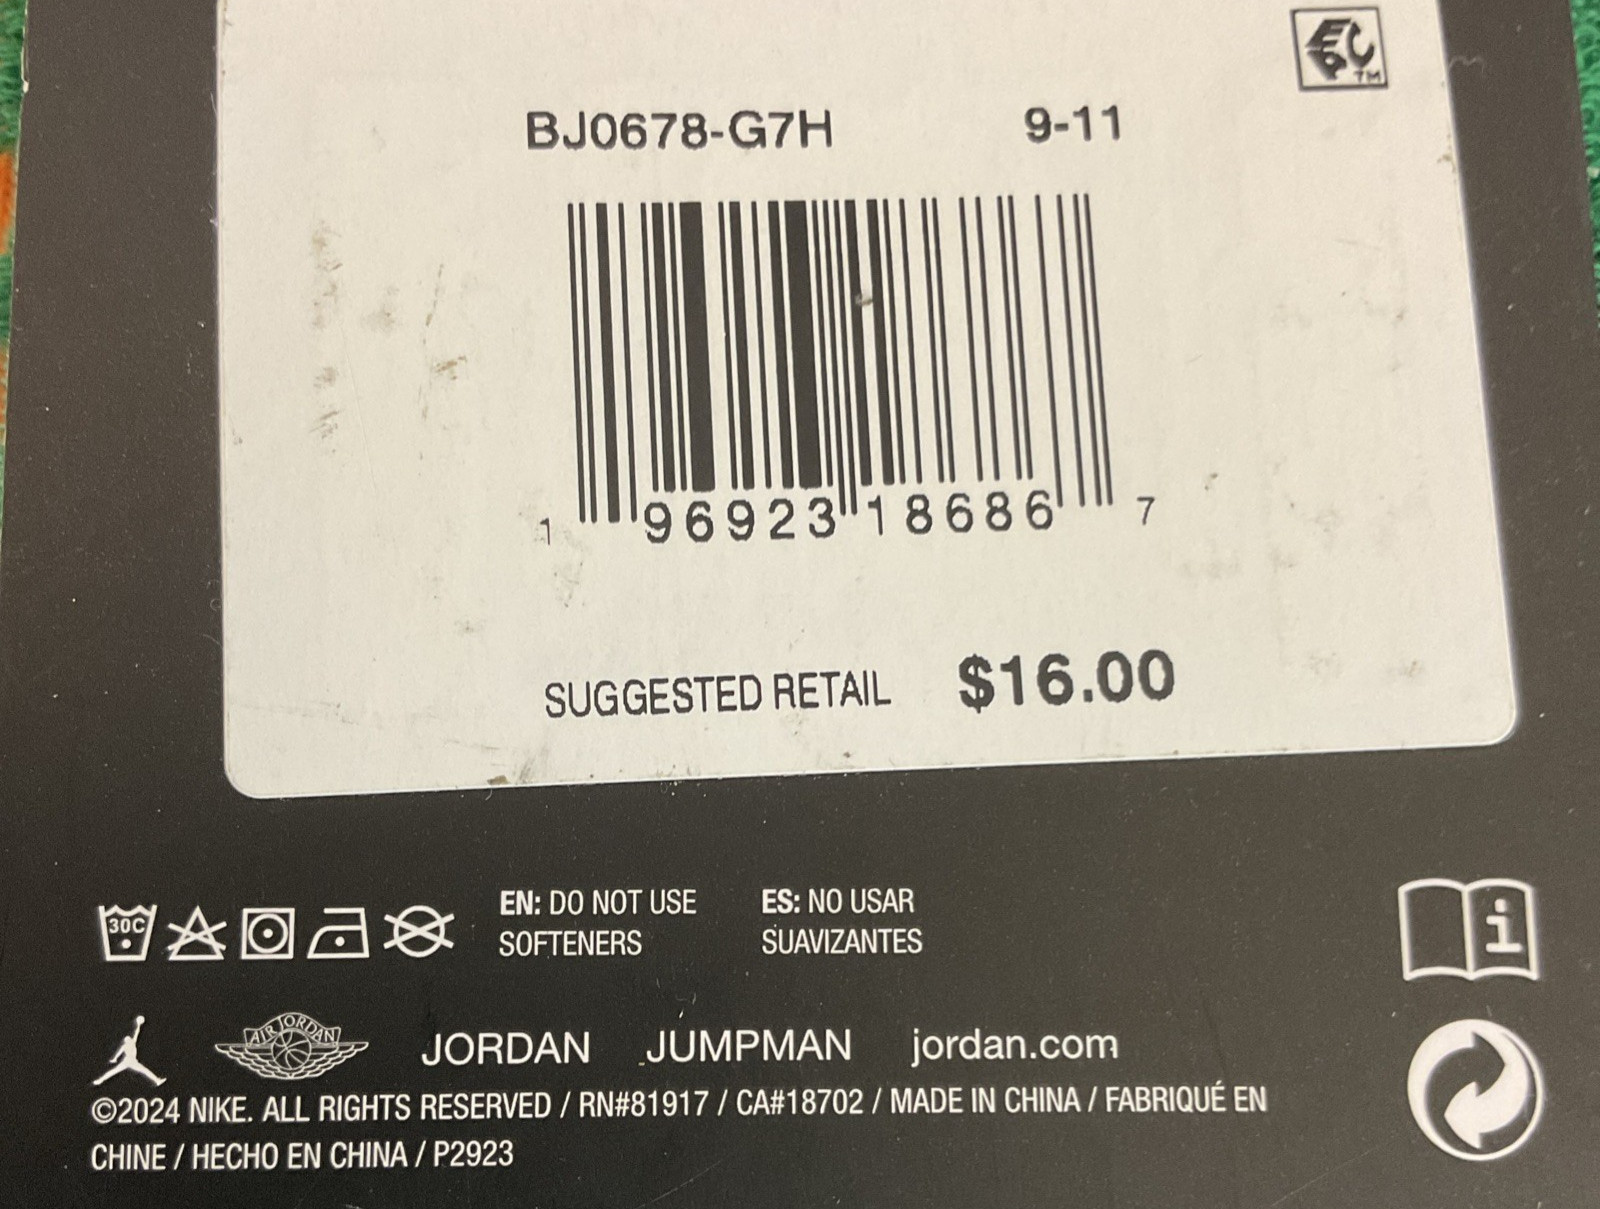 EPC™
BJ0678-G7H 9-11
1 96923 18686 7
SUGGESTED RETAIL $16.00
30C
EN: DO NOT USE
SOFTENERS
ES: NO USAR
SUAVIZANTES
AIR JORDAN JORDAN JUMPMAN jordan.com
©2024 NIKE. ALL RIGHTS RESERVED / RN#81917 / CA#18702 / MADE IN CHINA / FABRIQUÉ EN
CHINE / HECHO EN CHINA / P2923